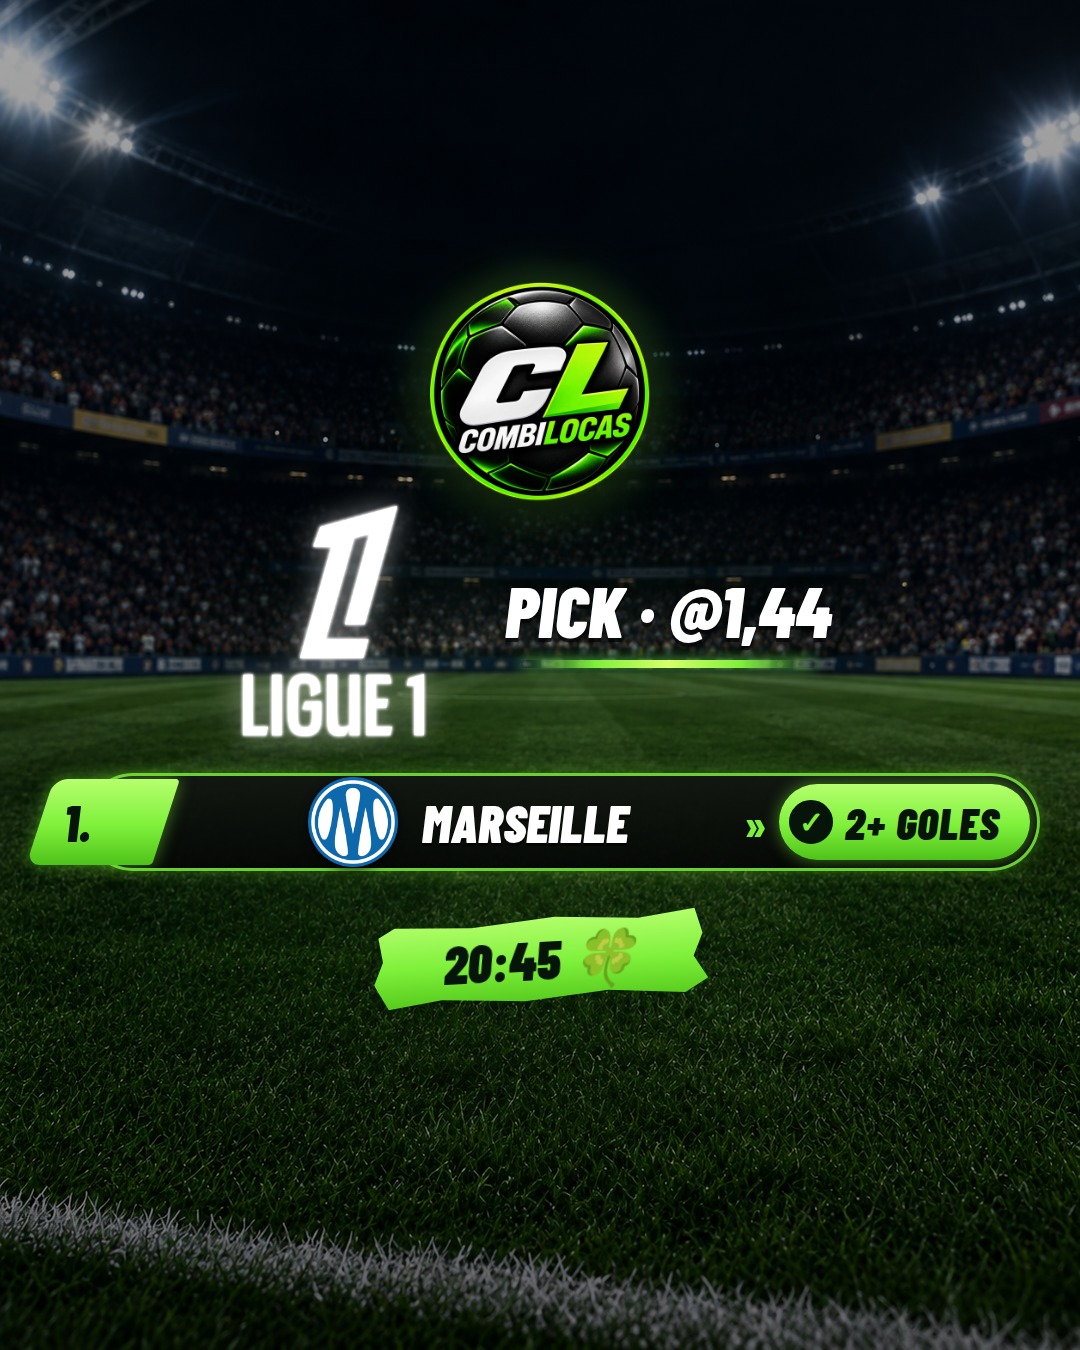 CL
COMBILOCAS
LIGUE 1
PICK · @1,44
1.
MARSEILLE
» ✓ 2+ GOLES
20:45 🍀